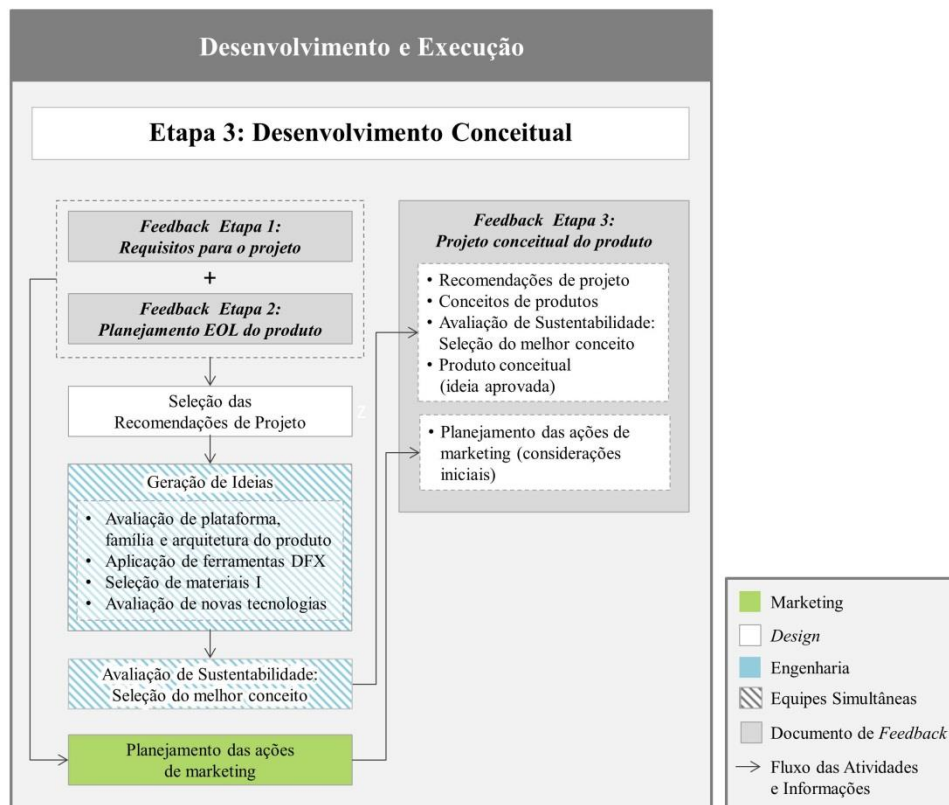 Desenvolvimento e Execução
Etapa 3: Desenvolvimento Conceitual
Feedback Etapa 1:
Requisitos para o projeto
+
Feedback Etapa 2:
Planejamento EOL do produto
Seleção das
Recomendações de Projeto
z
Geração de Ideias
• Avaliação de plataforma,
família e arquitetura do produto
• Aplicação de ferramentas DFX
• Seleção de materiais I
• Avaliação de novas tecnologias
Avaliação de Sustentabilidade:
Seleção do melhor conceito
Planejamento das ações
de marketing
Feedback Etapa 3:
Projeto conceitual do produto
• Recomendações de projeto
• Conceitos de produtos
• Avaliação de Sustentabilidade:
Seleção do melhor conceito
• Produto conceitual
(ideia aprovada)
• Planejamento das ações de
marketing (considerações
iniciais)
Marketing
Design
Engenharia
Equipes Simultâneas
Documento de Feedback
Fluxo das Atividades
e Informações